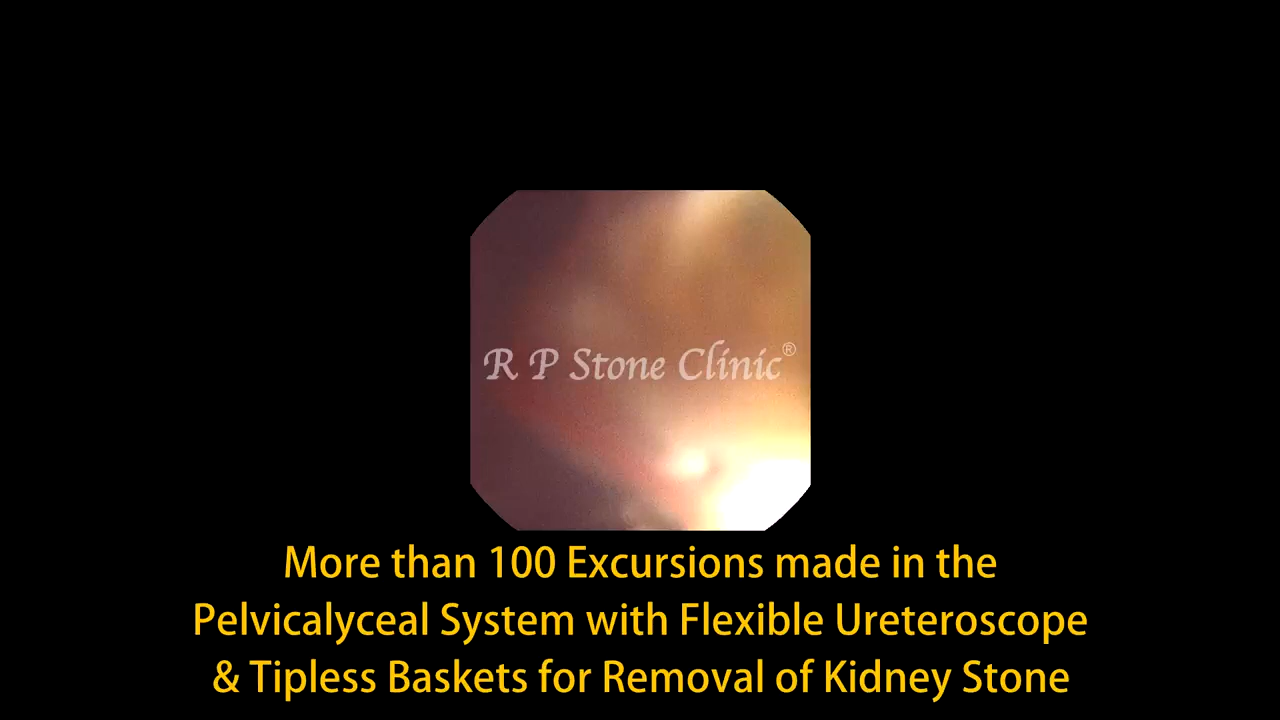 R P Stone Clinic®
More than 100 Excursions made in the
Pelvicalyceal System with Flexible Ureteroscope
& Tipless Baskets for Removal of Kidney Stone